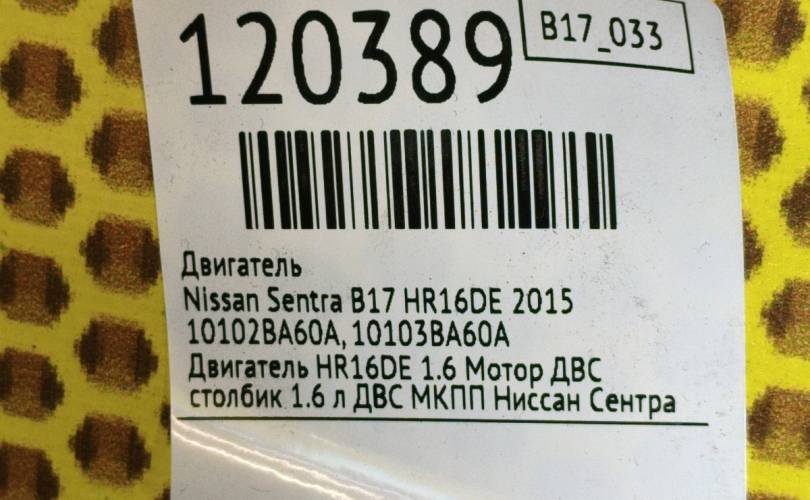 120389
B17_033
Двигатель
Nissan Sentra B17 HR16DE 2015
10102BA60A, 10103BA60A
Двигатель HR16DE 1.6 Мотор ДВС
столбик 1.6 л ДВС МКПП Ниссан Сентра